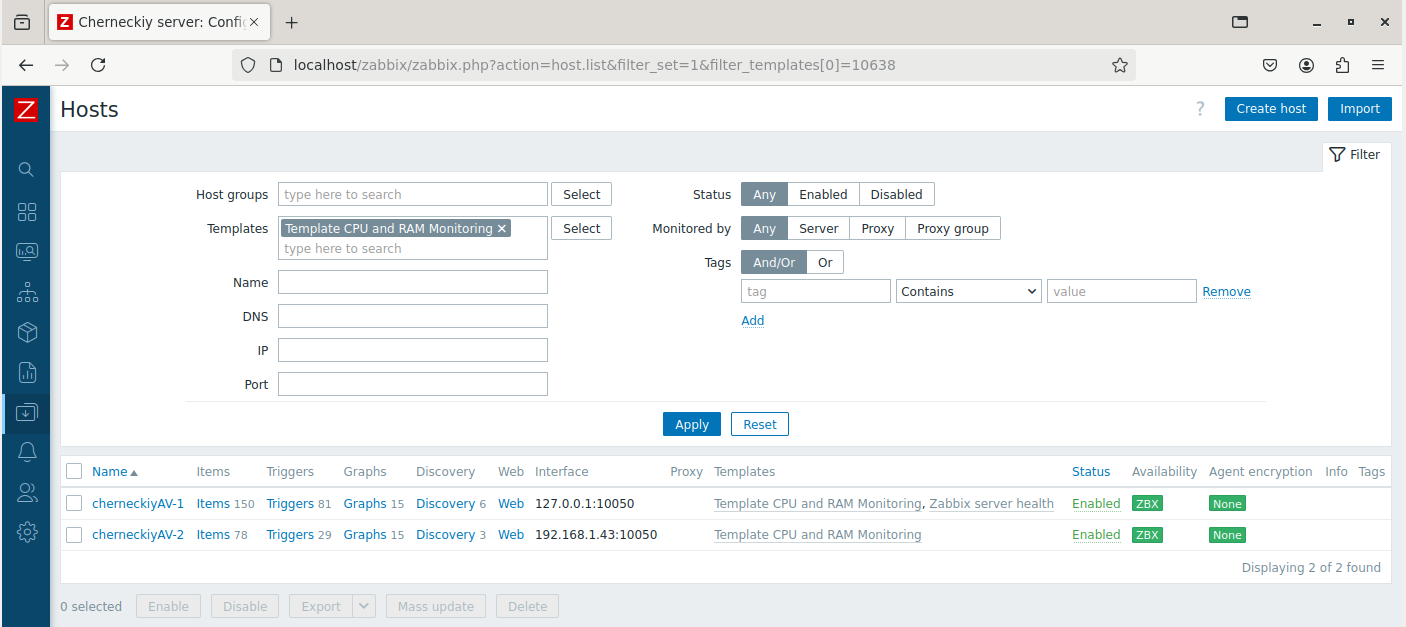 Z Cherneckiy server: Config
localhost/zabbix/zabbix.php?action=host.list&filter_set=1&filter_templates[0]=10638
Z Hosts ? Create host Import
Filter
Host groups type here to search Select Status Any Enabled Disabled
Templates Template CPU and RAM Monitoring Select Monitored by Any Server Proxy Proxy group
type here to search
Tags And/Or Or
Name
tag Contains value Remove
DNS
Add
IP
Port
Apply Reset
Name Items Triggers Graphs Discovery Web Interface Proxy Templates Status Availability Agent encryption Info Tags
cherneckiyAV-1 Items 150 Triggers 81 Graphs 15 Discovery 6 Web 127.0.0.1:10050 Template CPU and RAM Monitoring, Zabbix server health Enabled ZBX None
cherneckiyAV-2 Items 78 Triggers 29 Graphs 15 Discovery 3 Web 192.168.1.43:10050 Template CPU and RAM Monitoring Enabled ZBX None
Displaying 2 of 2 found
0 selected Enable Disable Export Mass update Delete